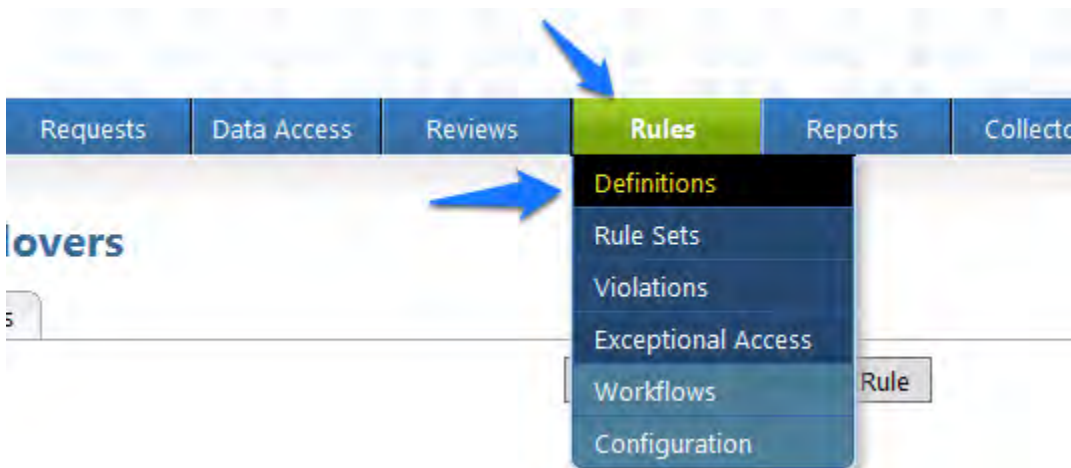 Requests Data Access Reviews Rules Reports Collecto
Definitions
lovers
Rule Sets
Violations
s
Exceptional Access
Workflows
Rule
Configuration